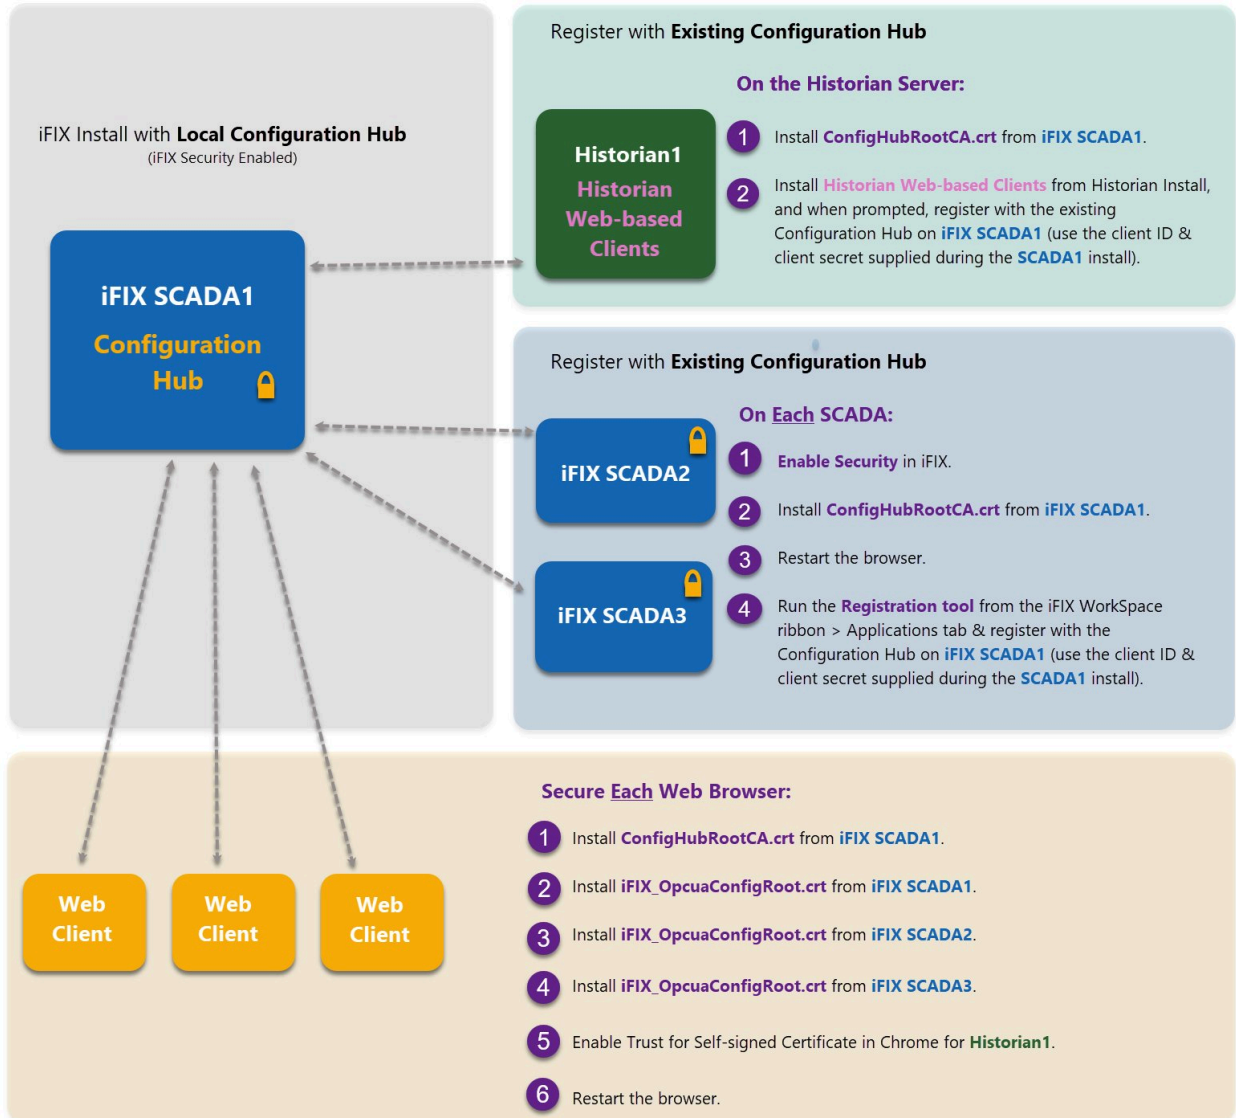 iFIX Install with Local Configuration Hub
(iFIX Security Enabled)
iFIX SCADA1
Configuration
Hub
Register with Existing Configuration Hub
Historian1
Historian
Web-based
Clients
On the Historian Server:
1 Install ConfigHubRootCA.crt from iFIX SCADA1.
2 Install Historian Web-based Clients from Historian Install,
and when prompted, register with the existing
Configuration Hub on iFIX SCADA1 (use the client ID &
client secret supplied during the SCADA1 install).
Register with Existing Configuration Hub
iFIX SCADA2
iFIX SCADA3
On Each SCADA:
1 Enable Security in iFIX.
2 Install ConfigHubRootCA.crt from iFIX SCADA1.
3 Restart the browser.
4 Run the Registration tool from the iFIX WorkSpace
ribbon > Applications tab & register with the
Configuration Hub on iFIX SCADA1 (use the client ID &
client secret supplied during the SCADA1 install).
Web
Client
Web
Client
Web
Client
Secure Each Web Browser:
1 Install ConfigHubRootCA.crt from iFIX SCADA1.
2 Install iFIX_OpcuaConfigRoot.crt from iFIX SCADA1.
3 Install iFIX_OpcuaConfigRoot.crt from iFIX SCADA2.
4 Install iFIX_OpcuaConfigRoot.crt from iFIX SCADA3.
5 Enable Trust for Self-signed Certificate in Chrome for Historian1.
6 Restart the browser.